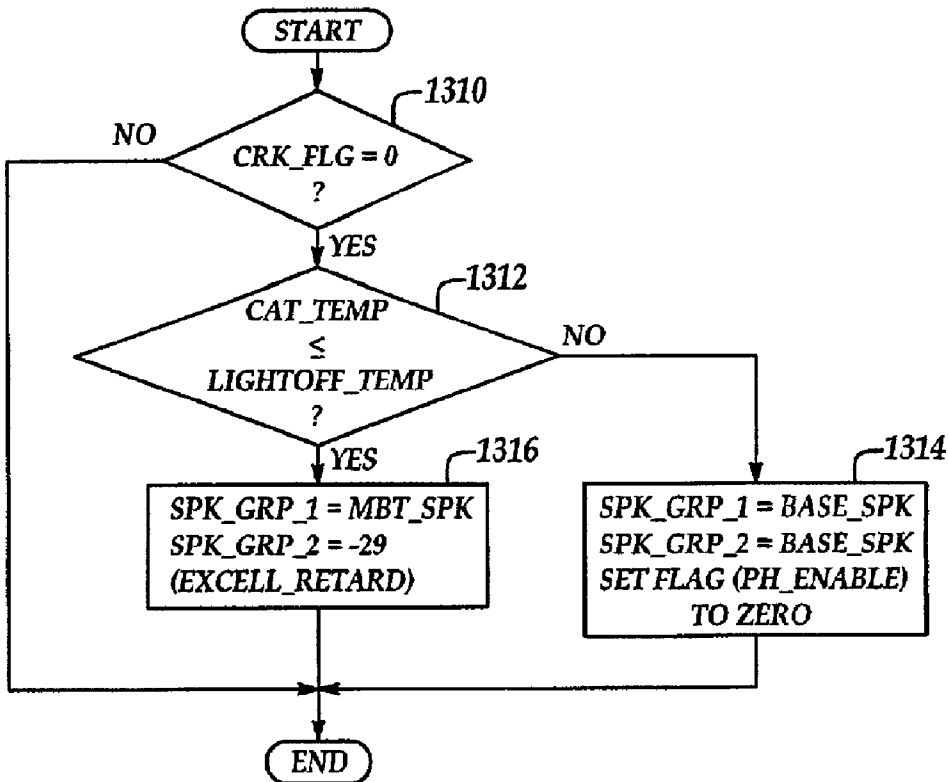 START
1310
NO
CRK_FLG = 0
?
YES
1312
CAT_TEMP
≤
LIGHTOFF_TEMP
?
NO
YES
1316
SPK_GRP_1 = MBT_SPK
SPK_GRP_2 = -29
(EXCELL_RETARD)
1314
SPK_GRP_1 = BASE_SPK
SPK_GRP_2 = BASE_SPK
SET FLAG (PH_ENABLE)
TO ZERO
END